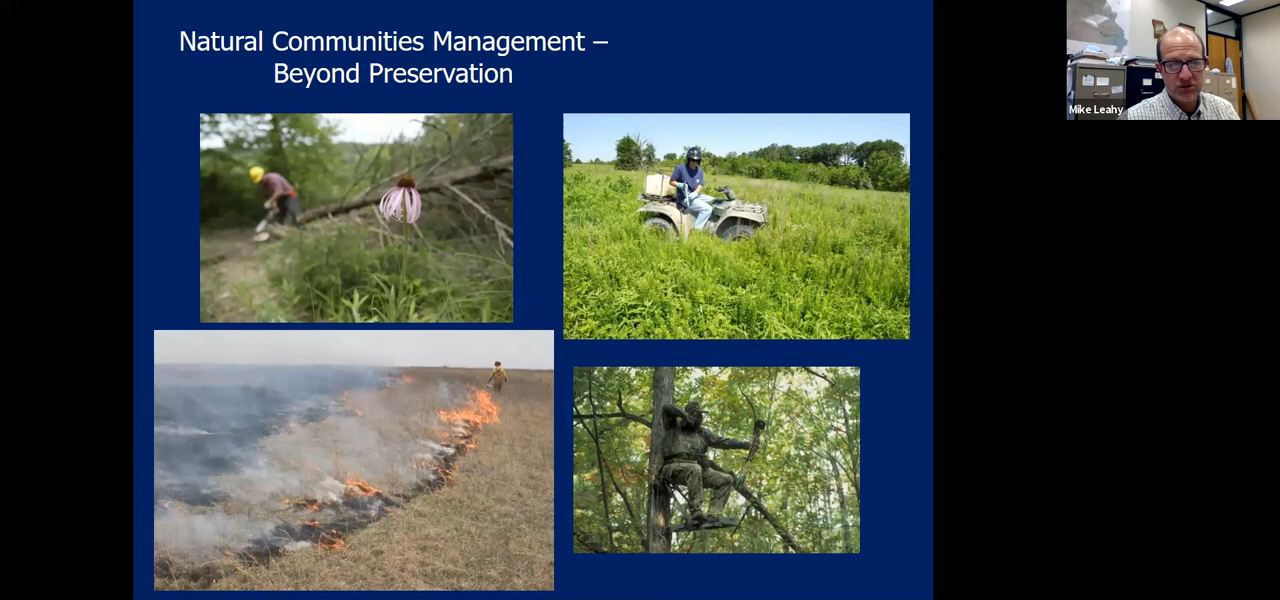 Natural Communities Management –
Beyond Preservation
Mike Leahy